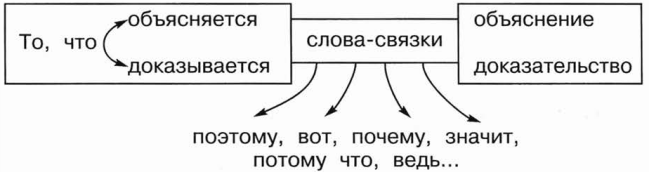 объясняется
То, что
доказывается
слова-связки
объяснение
доказательство
поэтому, вот, почему, значит,
потому что, ведь...